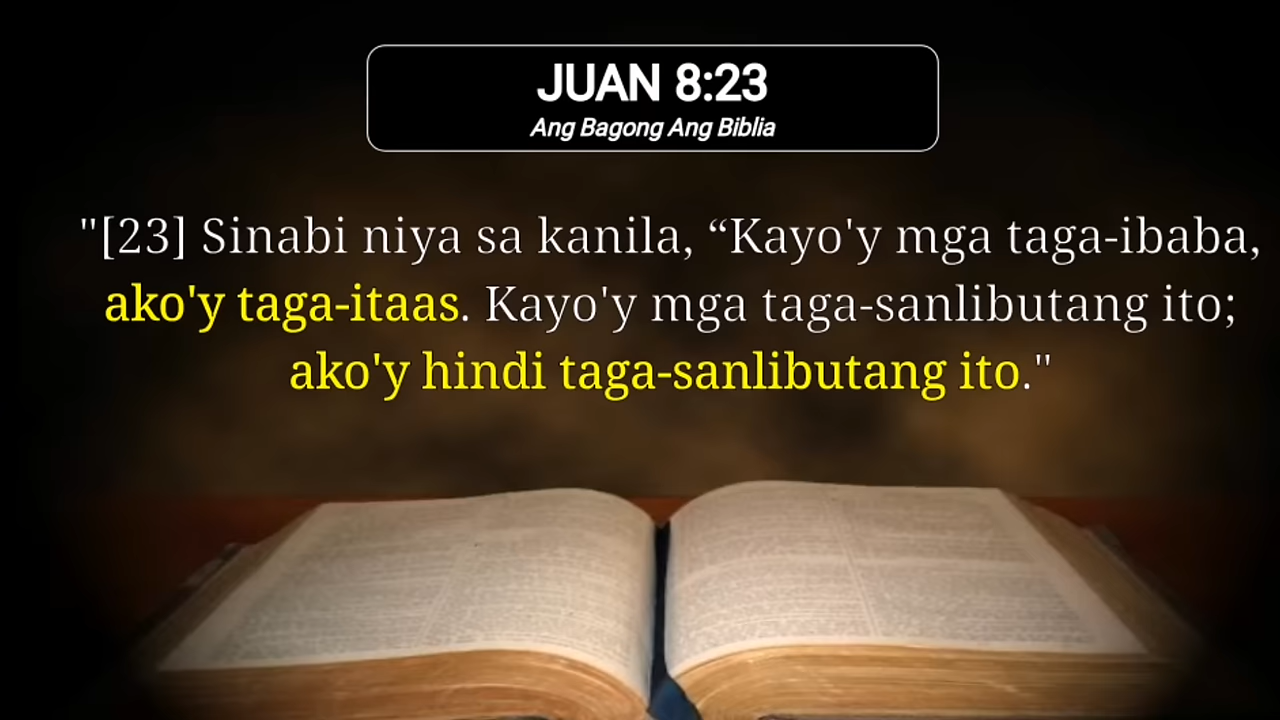 JUAN 8:23
Ang Bagong Ang Biblia
"[23] Sinabi niya sa kanila, “Kayo'y mga taga-ibaba,
ako'y taga-itaas. Kayo'y mga taga-sanlibutang ito;
ako'y hindi taga-sanlibutang ito."